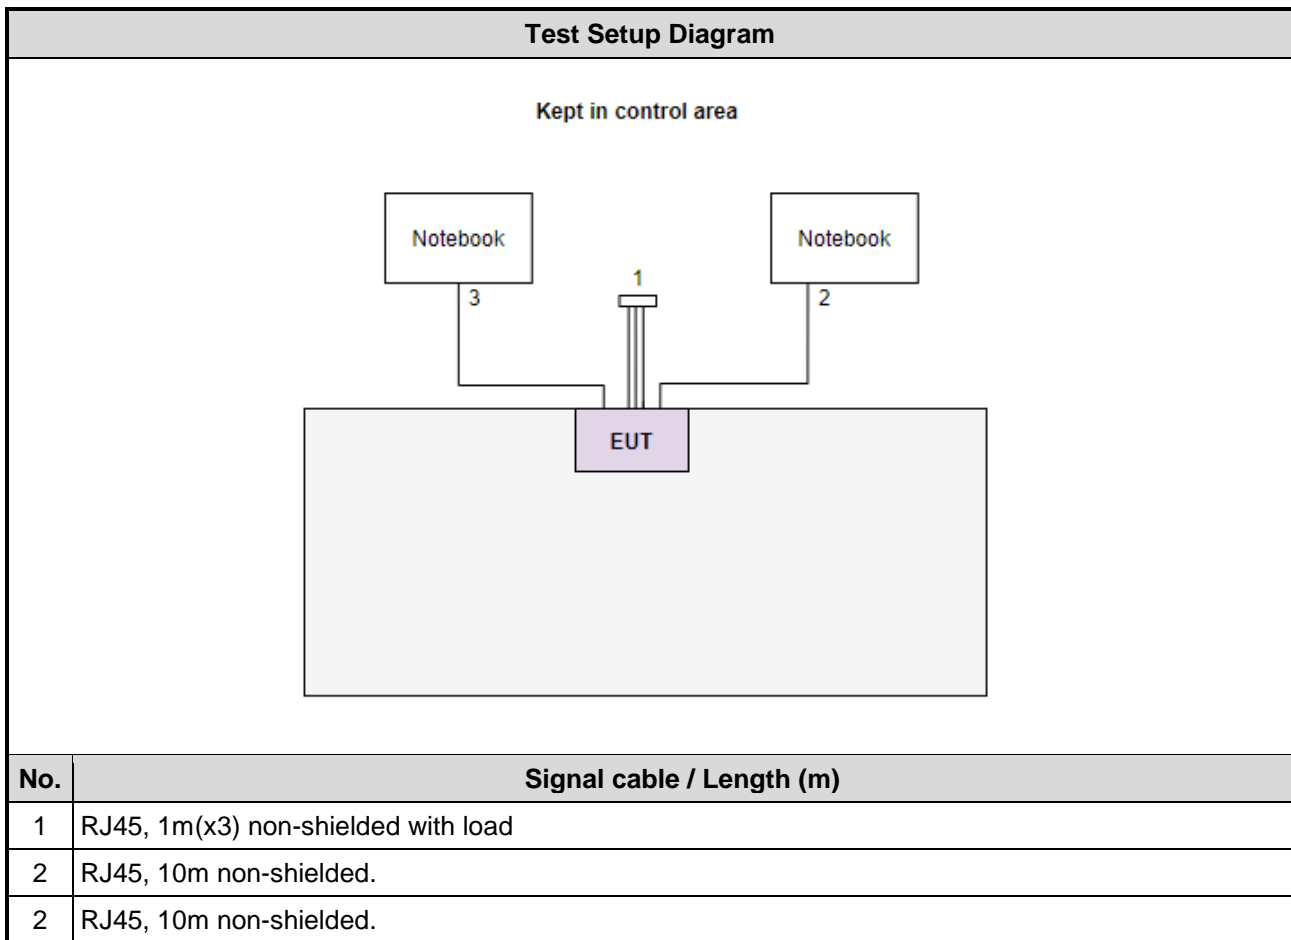 Test Setup Diagram
Kept in control area
Notebook
Notebook
1
3
2
EUT
No. Signal cable / Length (m)
1 RJ45, 1m(x3) non-shielded with load
2 RJ45, 10m non-shielded.
2 RJ45, 10m non-shielded.